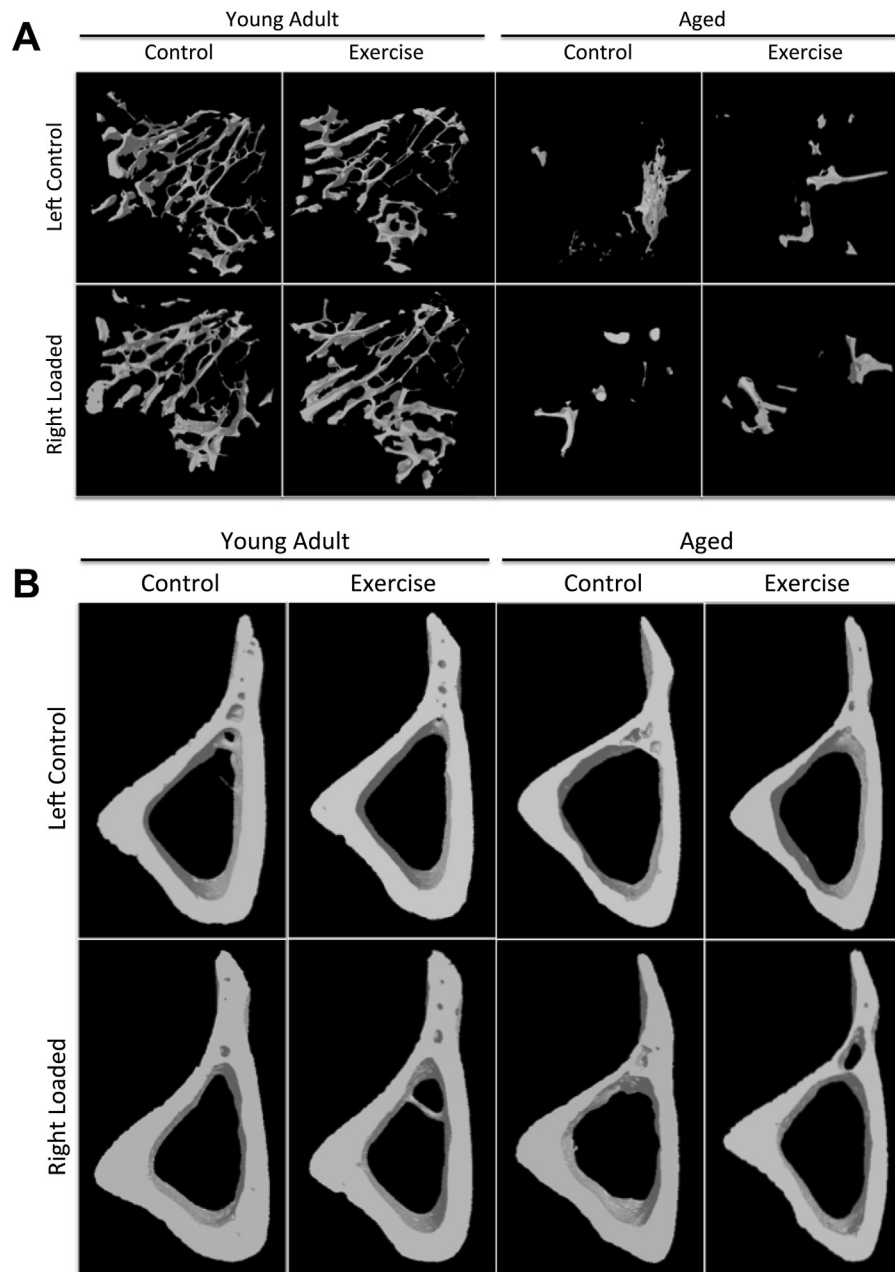 A
Young Adult Aged
Control Exercise Control Exercise
Left Control
Right Loaded
B
Young Adult Aged
Control Exercise Control Exercise
Left Control
Right Loaded